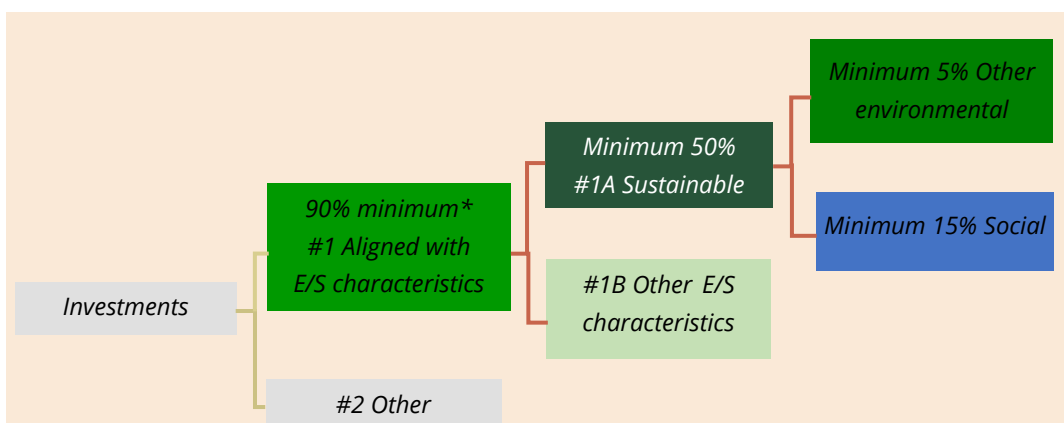 Investments
90% minimum*
#1 Aligned with
E/S characteristics
#2 Other
Minimum 50%
#1A Sustainable
#1B Other E/S
characteristics
Minimum 5% Other
environmental
Minimum 15% Social